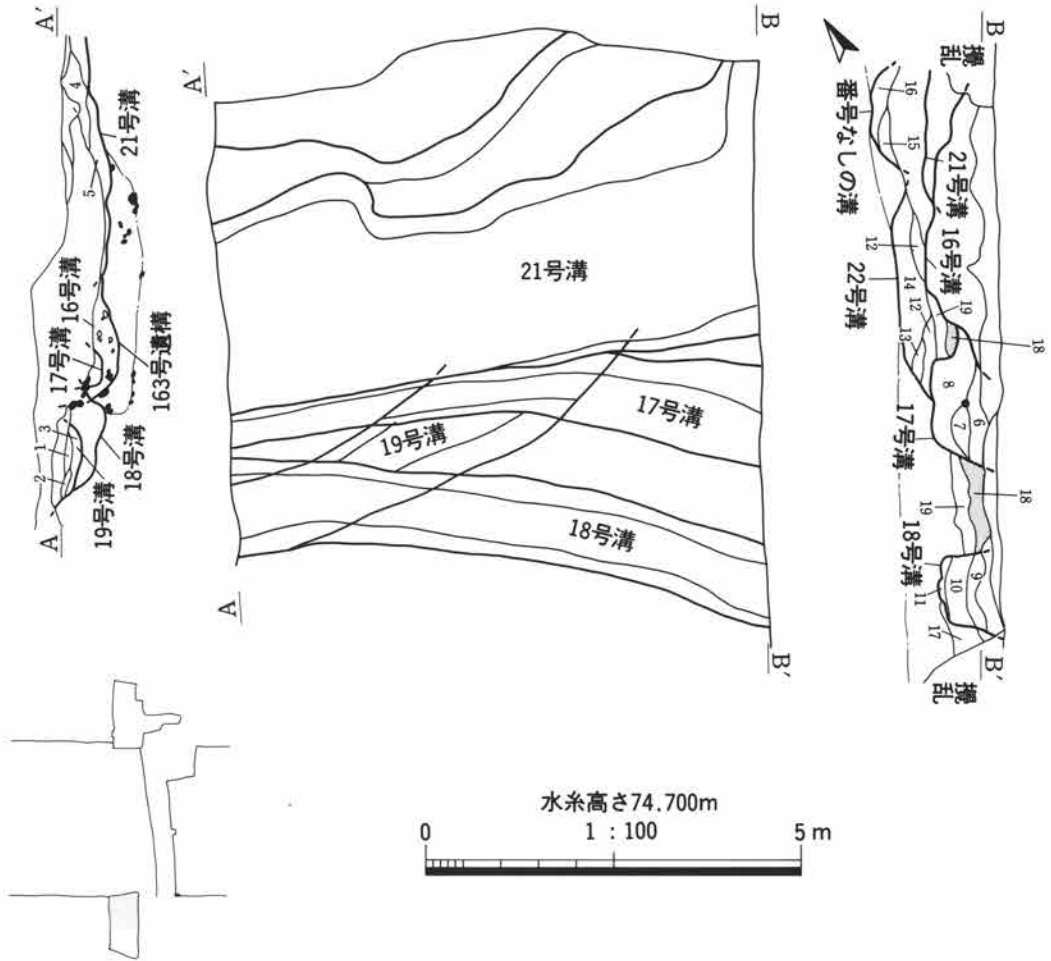 A′
4
21号溝
5
16号溝
17号溝
163号遺構
3
1
2
18号溝
19号溝
A
A′
B
21号溝
17号溝
19号溝
18号溝
A
B′
B
攪乱
16
番号なしの溝
15
21号溝
12
16号溝
22号溝
14
12
19
18
13
8
17号溝
7
6
19
18
18号溝
9
10
11
17
B′
攪乱
水糸高さ74.700m
0
1 : 100
5 m